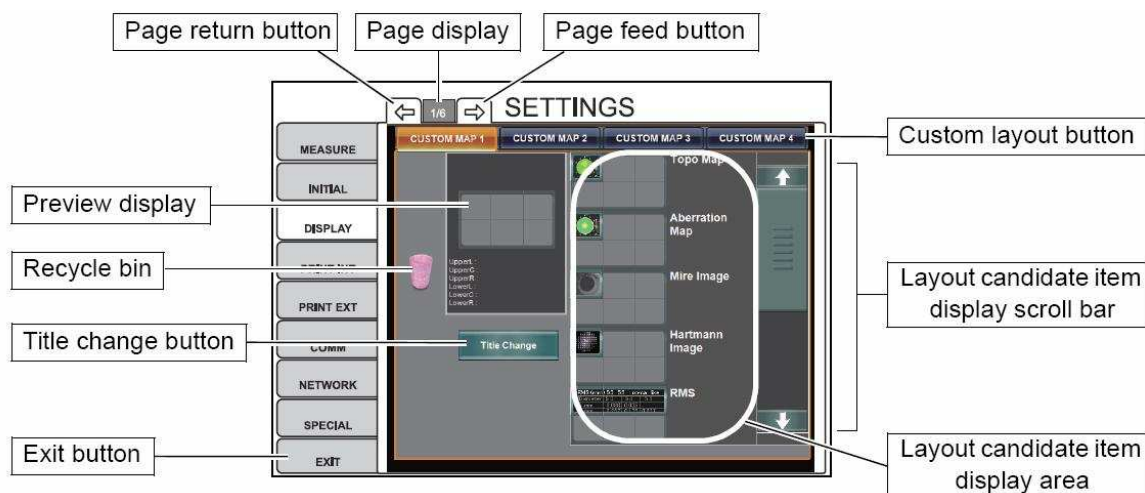 Page return button
Page display
Page feed button
1/6
SETTINGS
CUSTOM MAP 1
CUSTOM MAP 2
CUSTOM MAP 3
CUSTOM MAP 4
Custom layout button
MEASURE
INITIAL
DISPLAY
PRINT INT
PRINT EXT
COMM
NETWORK
SPECIAL
EXIT
Preview display
Recycle bin
Title change button
Exit button
UpperL :
UpperC :
UpperR :
LowerL :
LowerC :
LowerR :
Title Change
Topo Map
Aberration
Map
Mire Image
Hartmann
Image
RMS
Layout candidate item
display scroll bar
Layout candidate item
display area